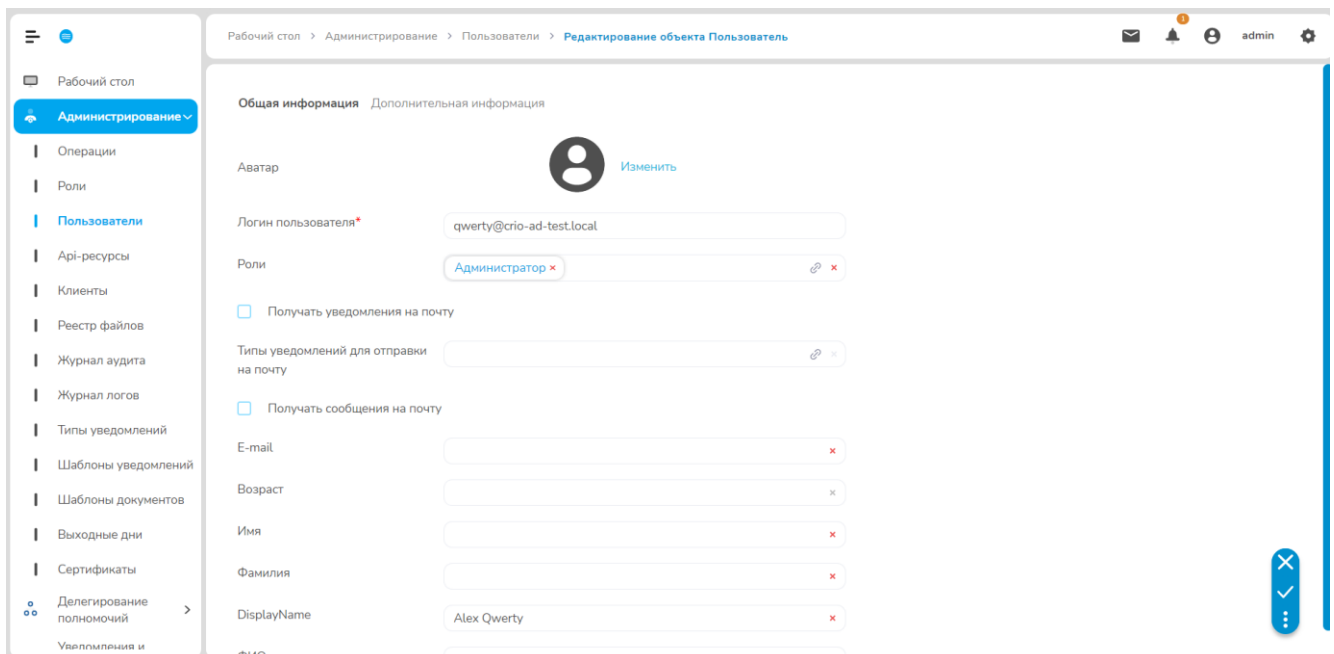 1
Рабочий стол > Администрирование > Пользователи > Редактирование объекта Пользователь
admin
Рабочий стол
Администрирование
Операции
Роли
Пользователи
Api-ресурсы
Клиенты
Реестр файлов
Журнал аудита
Журнал логов
Типы уведомлений
Шаблоны уведомлений
Шаблоны документов
Выходные дни
Сертификаты
Делегирование
полномочий
Уведомления и
Общая информация Дополнительная информация
Аватар
Изменить
Логин пользователя*
qwerty@crio-ad-test.local
Роли
Администратор ×
Получать уведомления на почту
Типы уведомлений для отправки
на почту
Получать сообщения на почту
E-mail
Возраст
Имя
Фамилия
DisplayName
Alex Qwerty
ФИО